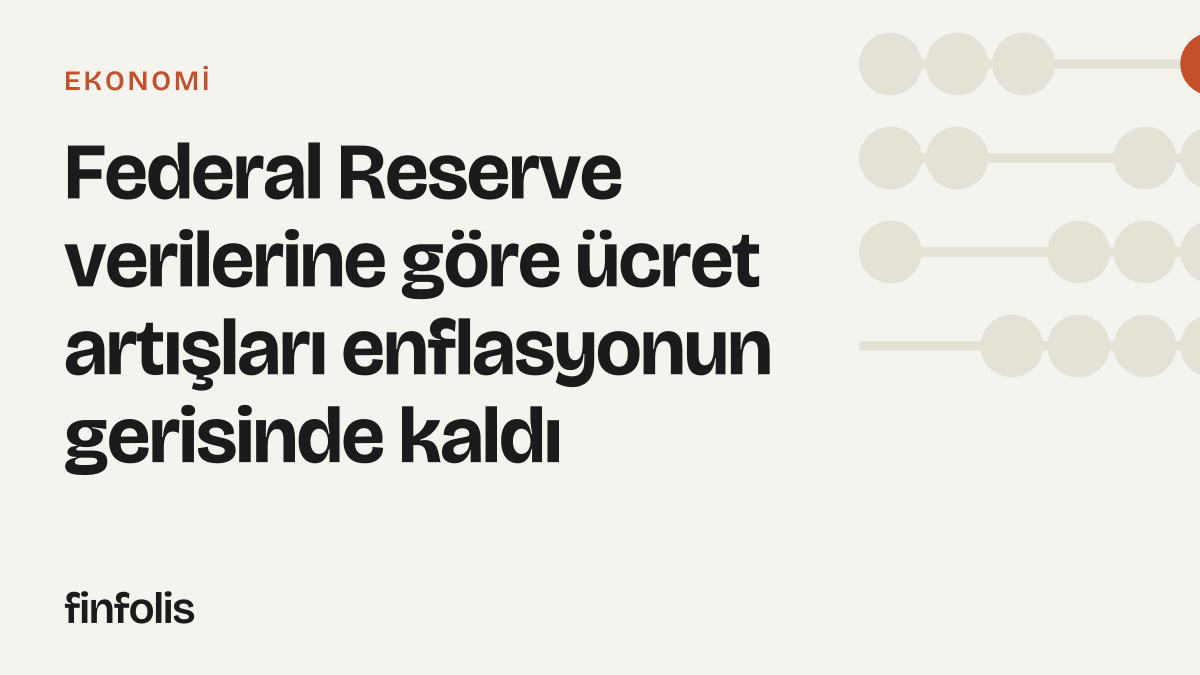 EKONOMİ
Federal Reserve
verilerine göre ücret
artışları enflasyonun
gerisinde kaldı
finfolis